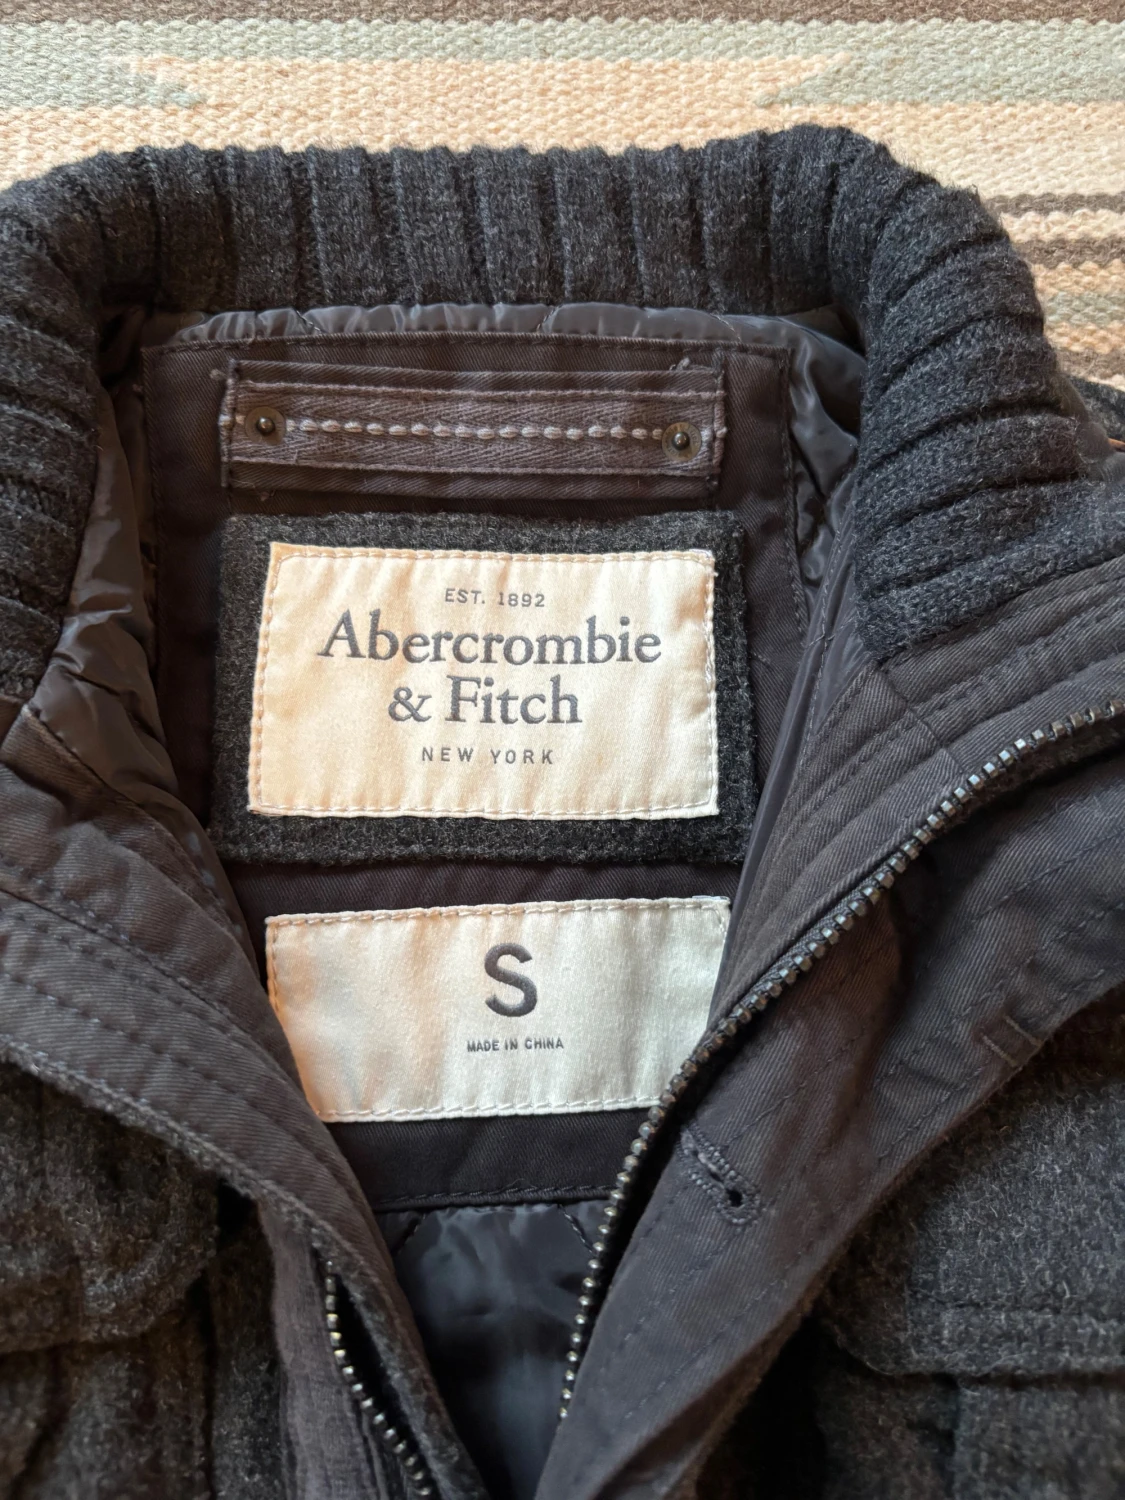 EST. 1892
Abercrombie
& Fitch
NEW YORK
S
MADE IN CHINA